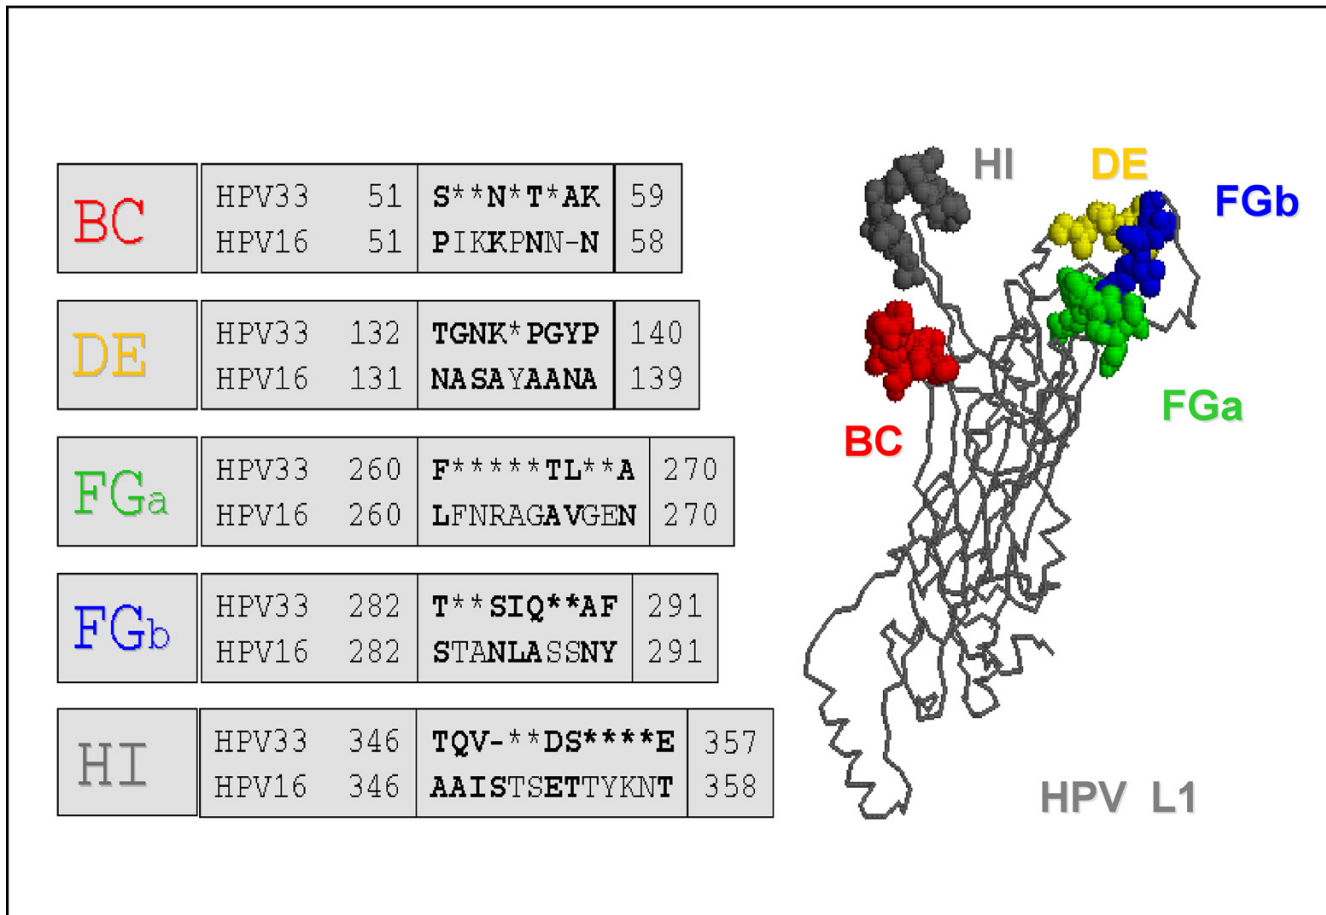 BC HPV33 51 S**N*T*AK 59
HPV16 51 PIKKPNN-N 58
DE HPV33 132 TGNK*PGYP 140
HPV16 131 NASAYAANA 139
FGa HPV33 260 F*****TL**A 270
HPV16 260 LFNRAGAVGEN 270
FGb HPV33 282 T**SIQ**AF 291
HPV16 282 STANLASSNY 291
HI HPV33 346 TQV-**DS****E 357
HPV16 346 AAISTSETTYKNT 358
HI
DE
FGb
BC
FGa
HPV L1